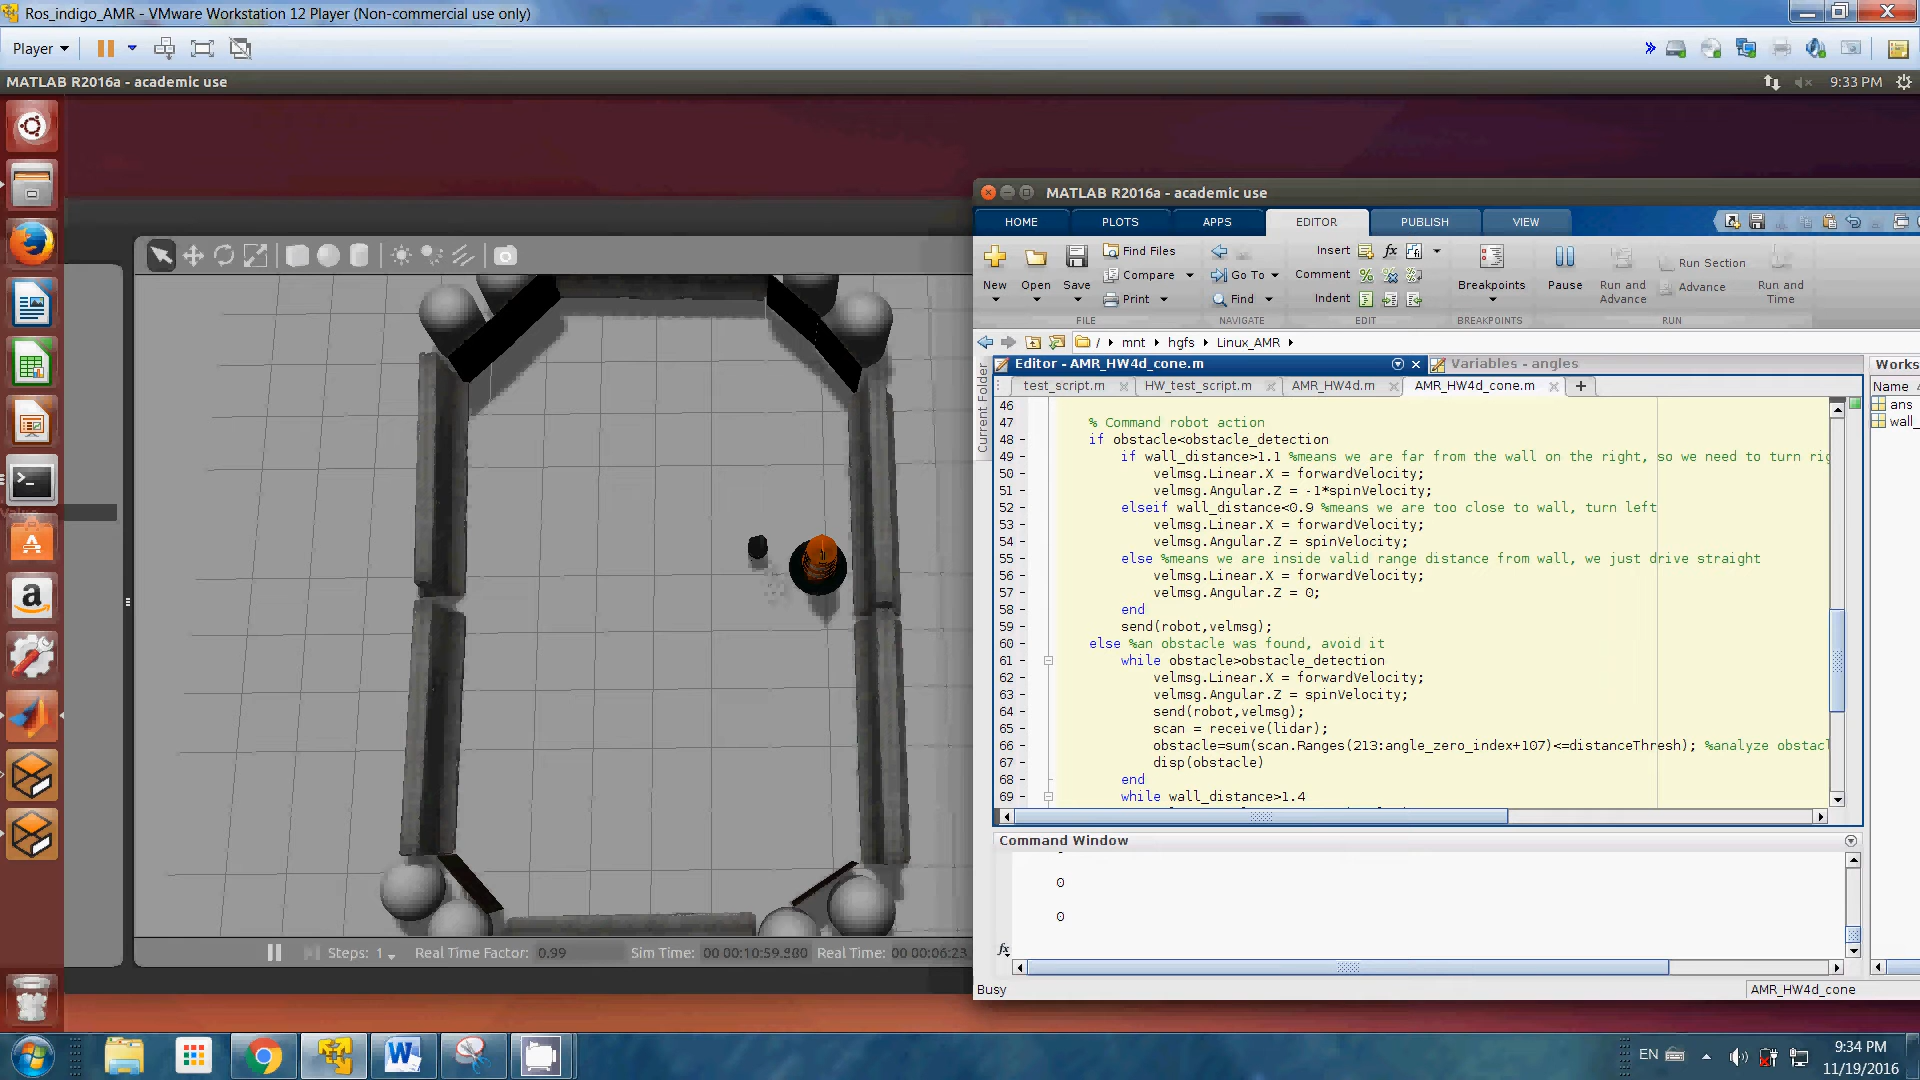 Ros_indigo_AMR - VMware Workstation 12 Player (Non-commercial use only)
Player
MATLAB R2016a - academic use
9:33 PM
MATLAB R2016a - academic use
HOME PLOTS APPS EDITOR PUBLISH VIEW
New Open Save
Find Files
Compare
Print
FILE
Go To
Find
NAVIGATE
Insert
Comment
Indent
EDIT
Breakpoints
BREAKPOINTS
Pause
Run and Advance
Run Section
Advance
Run and Time
RUN
/ mnt hgfs Linux_AMR
Current Folder
Editor - AMR_HW4d_cone.m
Variables - angles
test_script.m HW_test_script.m AMR_HW4d.m AMR_HW4d_cone.m +
Works
Name
ans
wall_
46
47 % Command robot action
48 - if obstacle<obstacle_detection
49 - if wall_distance>1.1 %means we are far from the wall on the right, so we need to turn rig
50 - velmsg.Linear.X = forwardVelocity;
51 - velmsg.Angular.Z = -1*spinVelocity;
52 - elseif wall_distance<0.9 %means we are too close to wall, turn left
53 - velmsg.Linear.X = forwardVelocity;
54 - velmsg.Angular.Z = spinVelocity;
55 - else %means we are inside valid range distance from wall, we just drive straight
56 - velmsg.Linear.X = forwardVelocity;
57 - velmsg.Angular.Z = 0;
58 - end
59 - send(robot,velmsg);
60 - else %an obstacle was found, avoid it
61 - while obstacle>obstacle_detection
62 - velmsg.Linear.X = forwardVelocity;
63 - velmsg.Angular.Z = spinVelocity;
64 - send(robot,velmsg);
65 - scan = receive(lidar);
66 - obstacle=sum(scan.Ranges(213:angle_zero_index+107)<=distanceThresh); %analyze obstacl
67 - disp(obstacle)
68 - end
69 - while wall_distance>1.4
Command Window
0
0
fx
Busy
AMR_HW4d_cone
Steps: 1 Real Time Factor: 0.99 Sim Time: Real Time: 00 00:06:23
EN
9:34 PM
11/19/2016